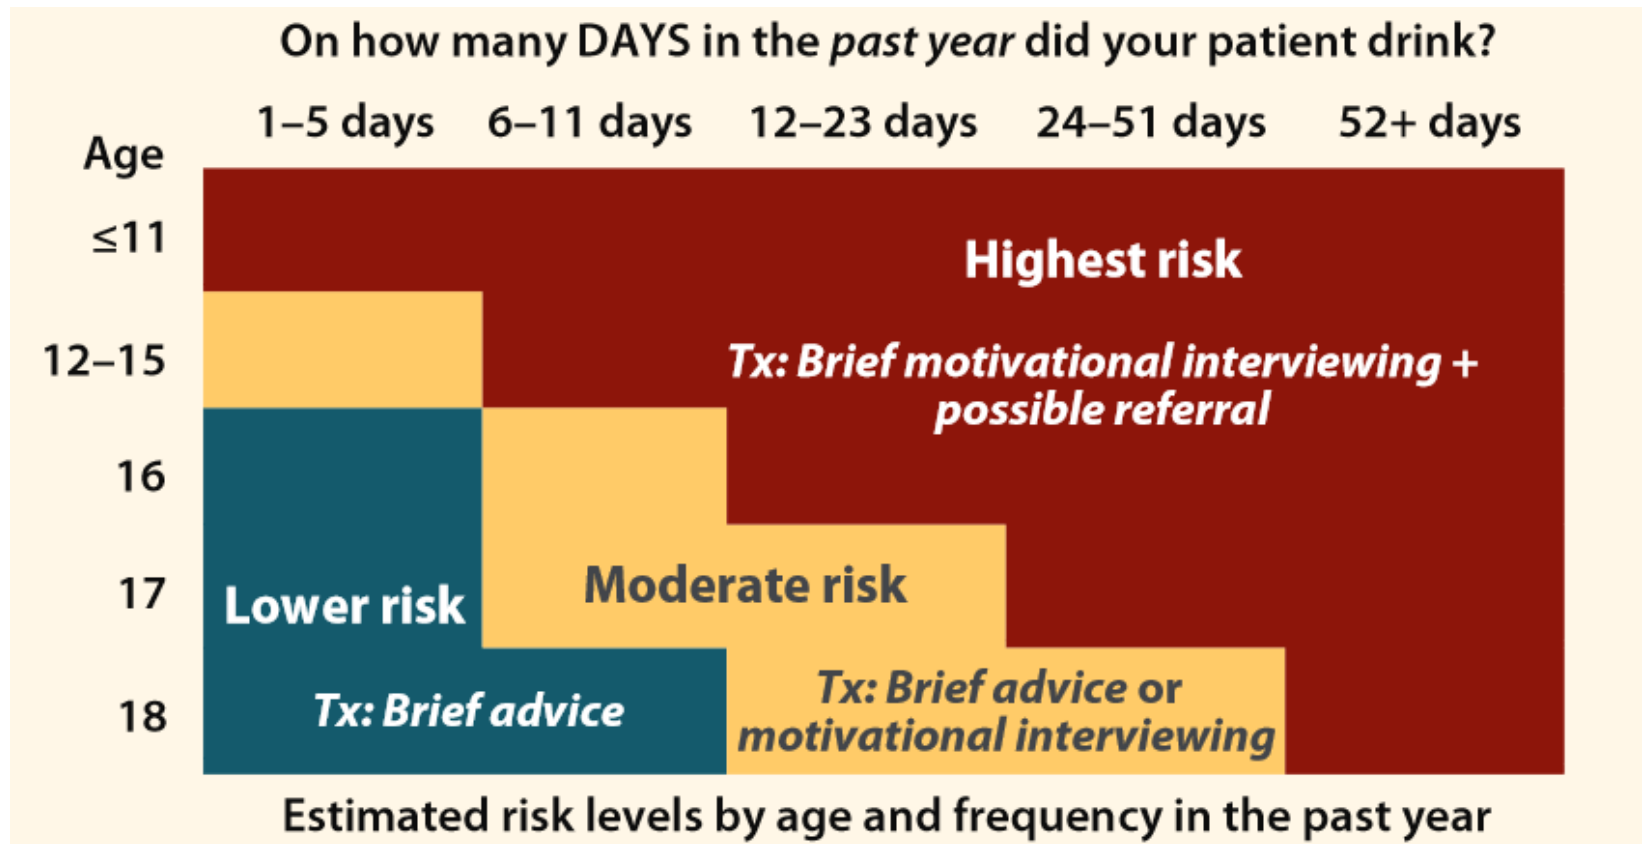 On how many DAYS in the past year did your patient drink?
1–5 days 6–11 days 12–23 days 24–51 days 52+ days
Age
≤11
Highest risk
12–15
Tx: Brief motivational interviewing +
possible referral
16
17
Lower risk
Moderate risk
18
Tx: Brief advice
Tx: Brief advice or
motivational interviewing
Estimated risk levels by age and frequency in the past year